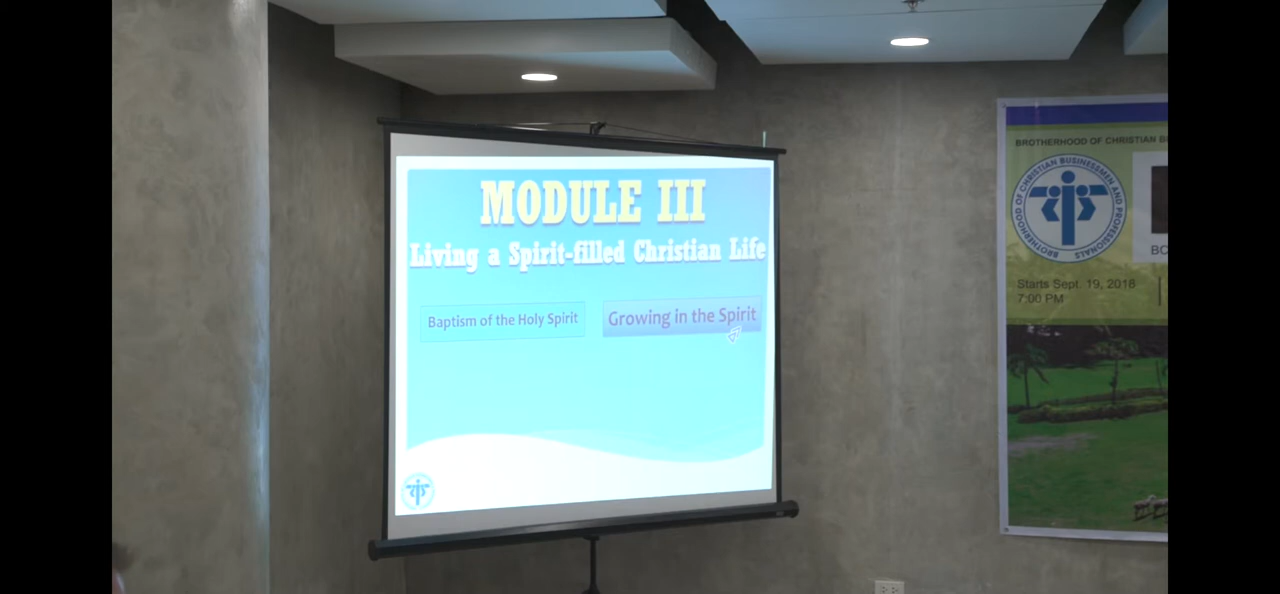 MODULE III
Living a Spirit-filled Christian Life
Baptism of the Holy Spirit
Growing in the Spirit
BROTHERHOOD OF CHRISTIAN
BROTHERHOOD OF CHRISTIAN BUSINESSMEN AND PROFESSIONALS
BC
Starts Sept. 19, 2018
7:00 PM